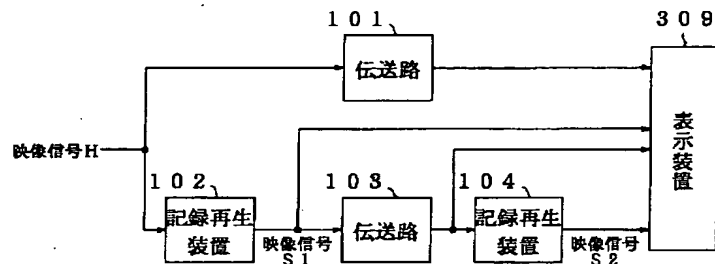 101
309
伝送路
映像信号H
表示装置
102
103
104
記録再生
装置
伝送路
記録再生
装置
映像信号
S1
映像信号
S2